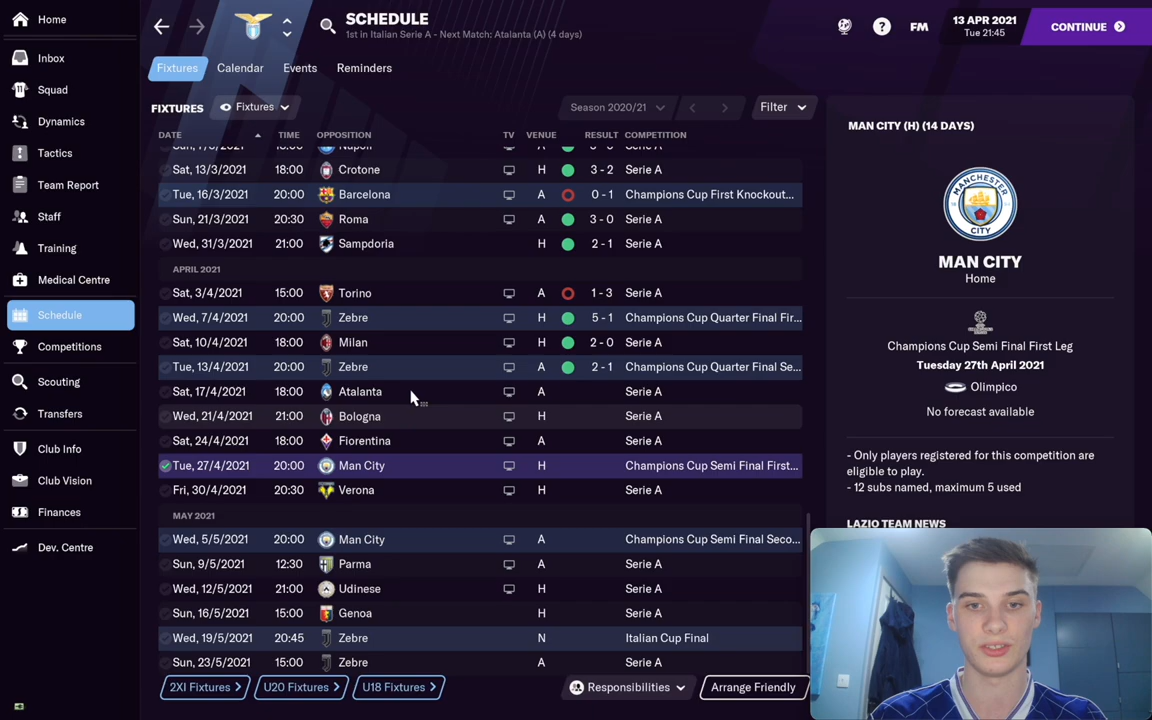 Home
Inbox
Squad
Dynamics
Tactics
Team Report
Staff
Training
Medical Centre
Schedule
Competitions
Scouting
Transfers
Club Info
Club Vision
Finances
Dev. Centre
SCHEDULE
1st in Italian Serie A - Next Match: Atalanta (A) (4 days)
FM
13 APR 2021
Tue 21:45
CONTINUE
Fixtures Calendar Events Reminders
FIXTURES Fixtures Season 2020/21 Filter
DATE TIME OPPOSITION TV VENUE RESULT COMPETITION
Sat, 13/3/2021 18:00 Crotone H 3 - 2 Serie A
Tue, 16/3/2021 20:00 Barcelona A 0 - 1 Champions Cup First Knockout...
Sun, 21/3/2021 20:30 Roma A 3 - 0 Serie A
Wed, 31/3/2021 21:00 Sampdoria H 2 - 1 Serie A
APRIL 2021
Sat, 3/4/2021 15:00 Torino A 1 - 3 Serie A
Wed, 7/4/2021 20:00 Zebre H 5 - 1 Champions Cup Quarter Final Fir...
Sat, 10/4/2021 18:00 Milan H 2 - 0 Serie A
Tue, 13/4/2021 20:00 Zebre A 2 - 1 Champions Cup Quarter Final Se...
Sat, 17/4/2021 18:00 Atalanta A Serie A
Wed, 21/4/2021 21:00 Bologna H Serie A
Sat, 24/4/2021 18:00 Fiorentina A Serie A
Tue, 27/4/2021 20:00 Man City H Champions Cup Semi Final First...
Fri, 30/4/2021 20:30 Verona H Serie A
MAY 2021
Wed, 5/5/2021 20:00 Man City A Champions Cup Semi Final Seco...
Sun, 9/5/2021 12:30 Parma A Serie A
Wed, 12/5/2021 21:00 Udinese H Serie A
Sun, 16/5/2021 15:00 Genoa H Serie A
Wed, 19/5/2021 20:45 Zebre N Italian Cup Final
Sun, 23/5/2021 15:00 Zebre A Serie A
2XI Fixtures U20 Fixtures U18 Fixtures Responsibilities Arrange Friendly
MAN CITY (H) (14 DAYS)
MAN CITY
Home
Champions Cup Semi Final First Leg
Tuesday 27th April 2021
Olimpico
No forecast available
- Only players registered for this competition are
eligible to play.
- 12 subs named, maximum 5 used
LAZIO TEAM NEWS